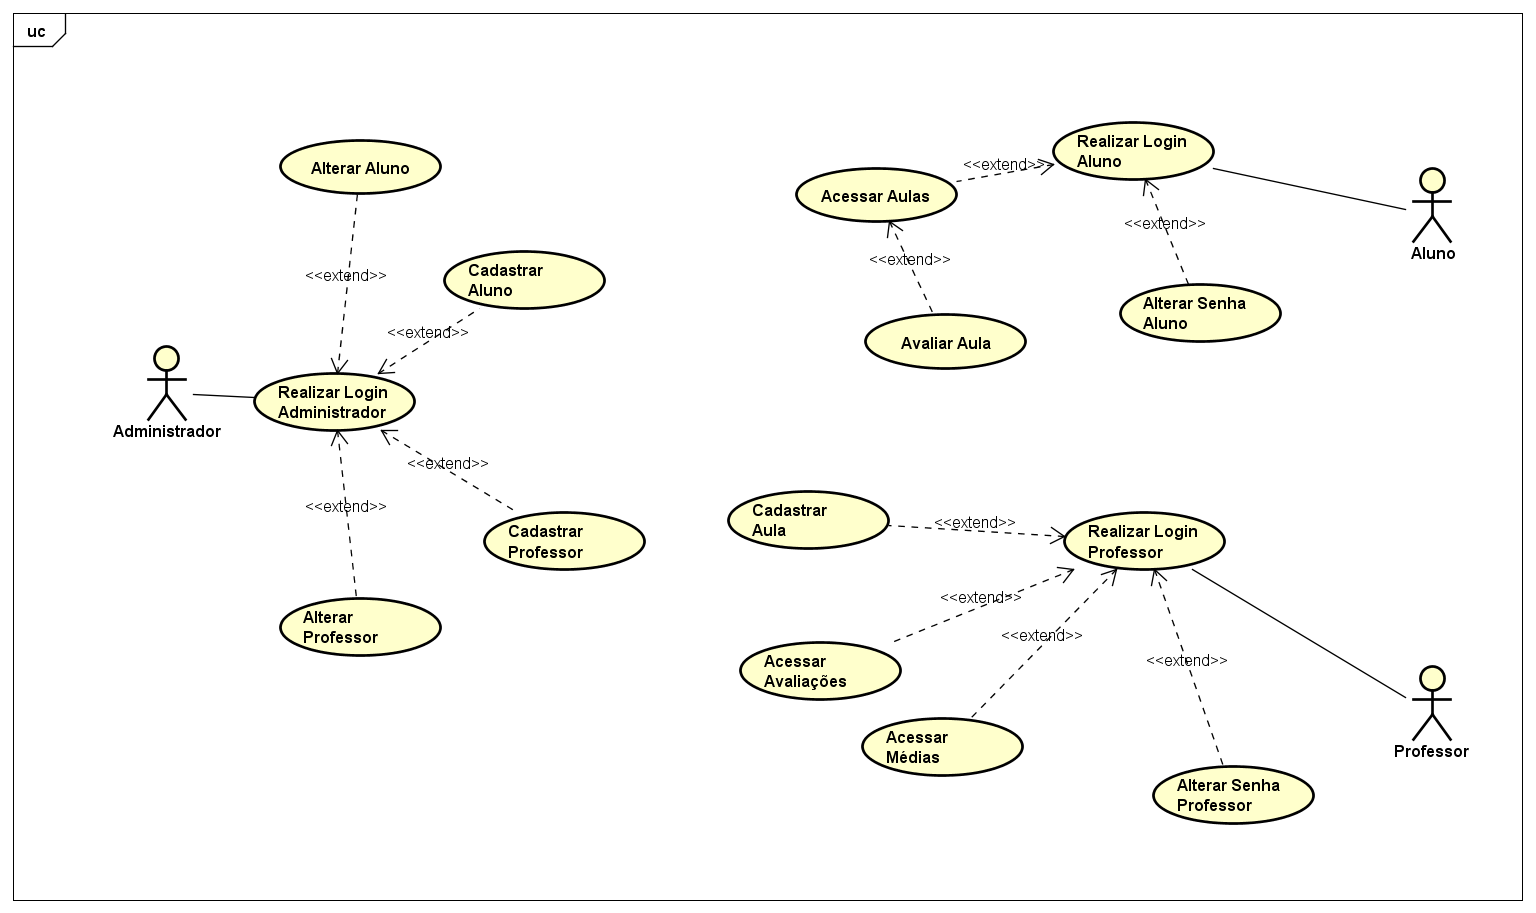 uc
Alterar Aluno
<<extend>>
Cadastrar
Aluno
<<extend>>
Administrador
Realizar Login
Administrador
<<extend>>
<<extend>>
Cadastrar
Professor
Alterar
Professor
Realizar Login
Aluno
<<extend>>
Acessar Aulas
<<extend>>
Aluno
<<extend>>
Alterar Senha
Aluno
Avaliar Aula
Cadastrar
Aula
<<extend>>
Realizar Login
Professor
<<extend>>
<<extend>>
<<extend>>
Acessar
Avaliações
Acessar
Médias
Professor
Alterar Senha
Professor